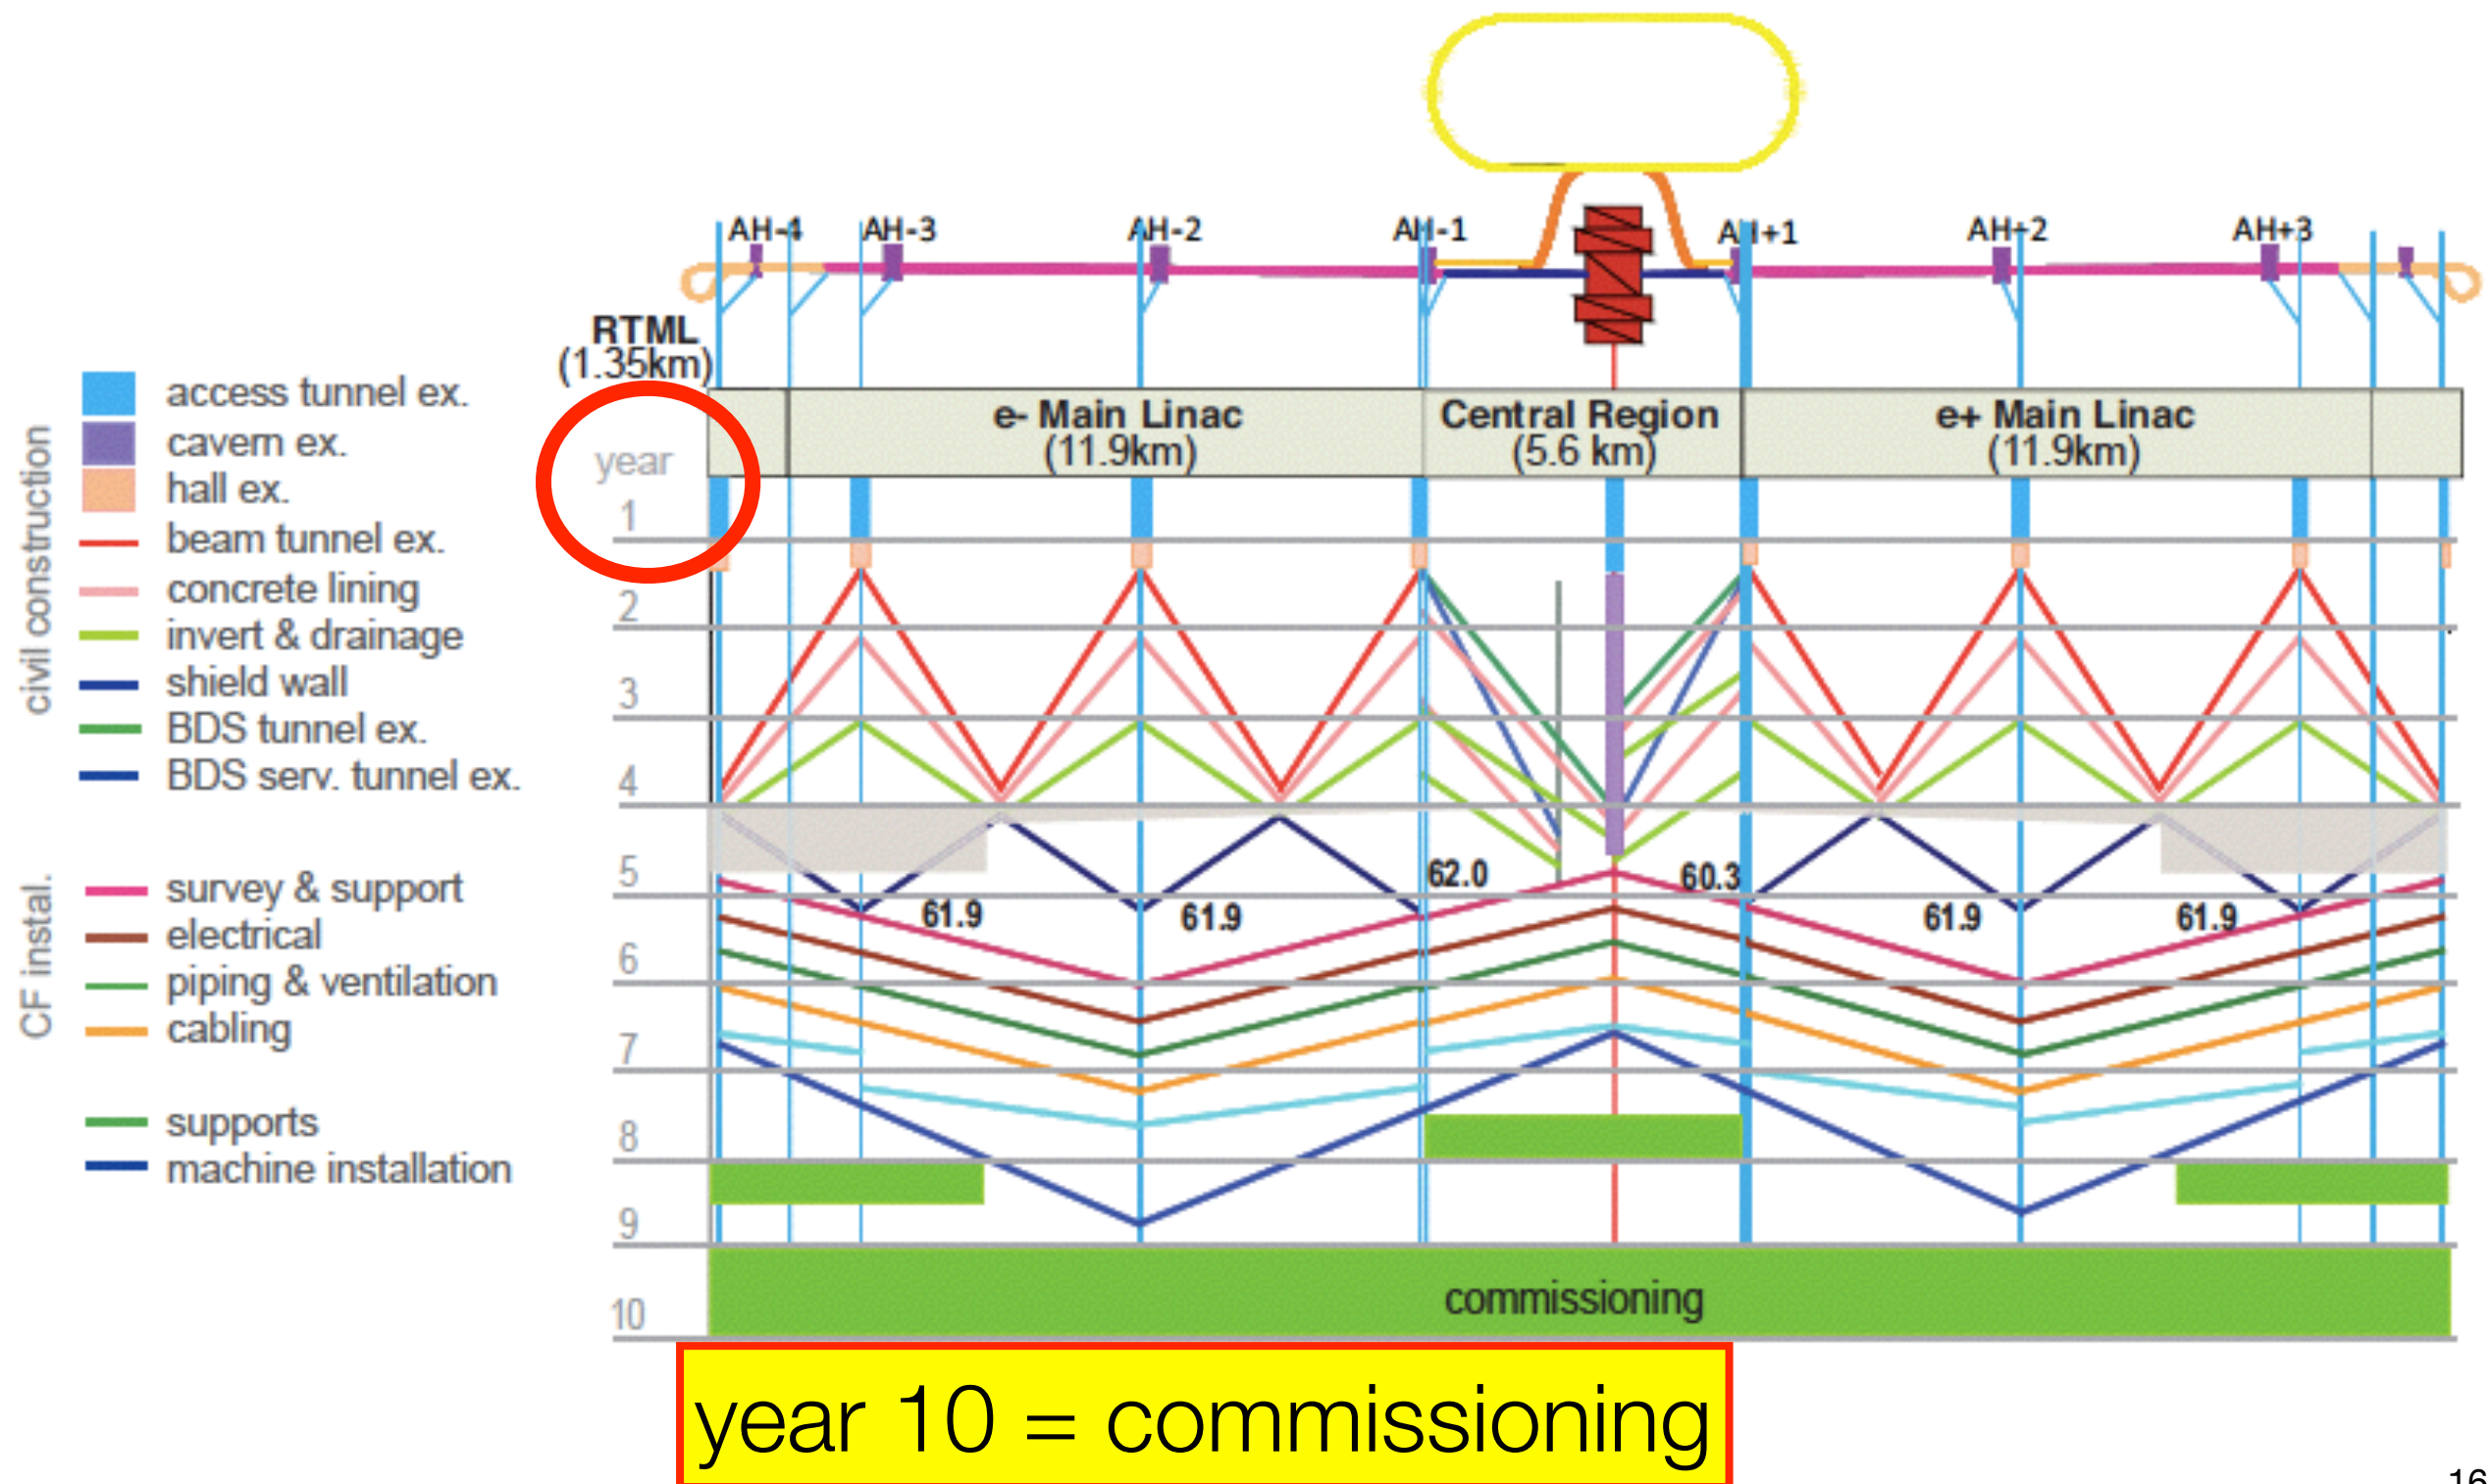 AH-4
AH-3
AH-2
AH-1
AH+1
AH+2
AH+3
RTML
(1.35km)
e- Main Linac
(11.9km)
Central Region
(5.6 km)
e+ Main Linac
(11.9km)
year
1
2
3
4
5
6
7
8
9
10
civil construction
access tunnel ex.
cavern ex.
hall ex.
beam tunnel ex.
concrete lining
invert & drainage
shield wall
BDS tunnel ex.
BDS serv. tunnel ex.
CF instal.
survey & support
electrical
piping & ventilation
cabling
supports
machine installation
61.9
61.9
62.0
60.3
61.9
61.9
commissioning
year 10 = commissioning
16